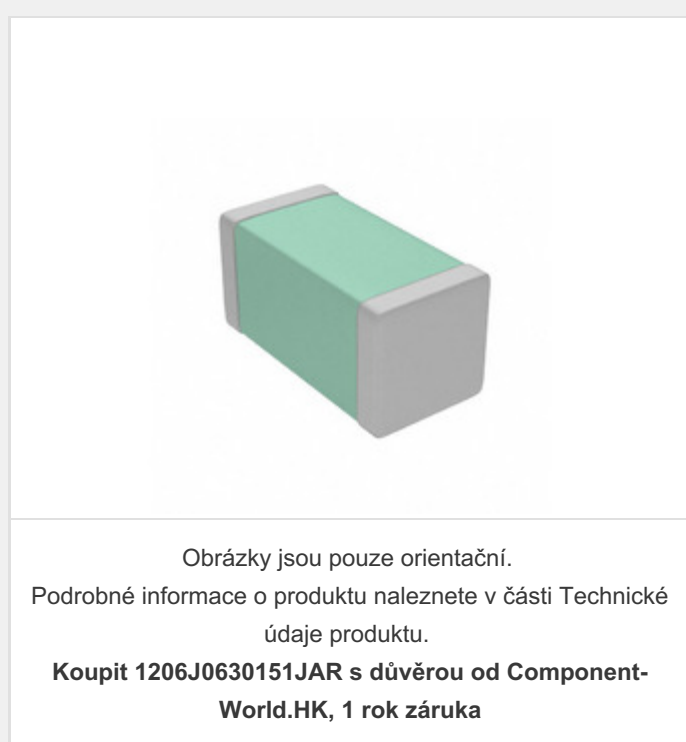 Obrázky jsou pouze orientační.
Podrobné informace o produktu naleznete v části Technické
údaje produktu.
Koupit 1206J0630151JAR s důvěrou od Component-
World.HK, 1 rok záruka